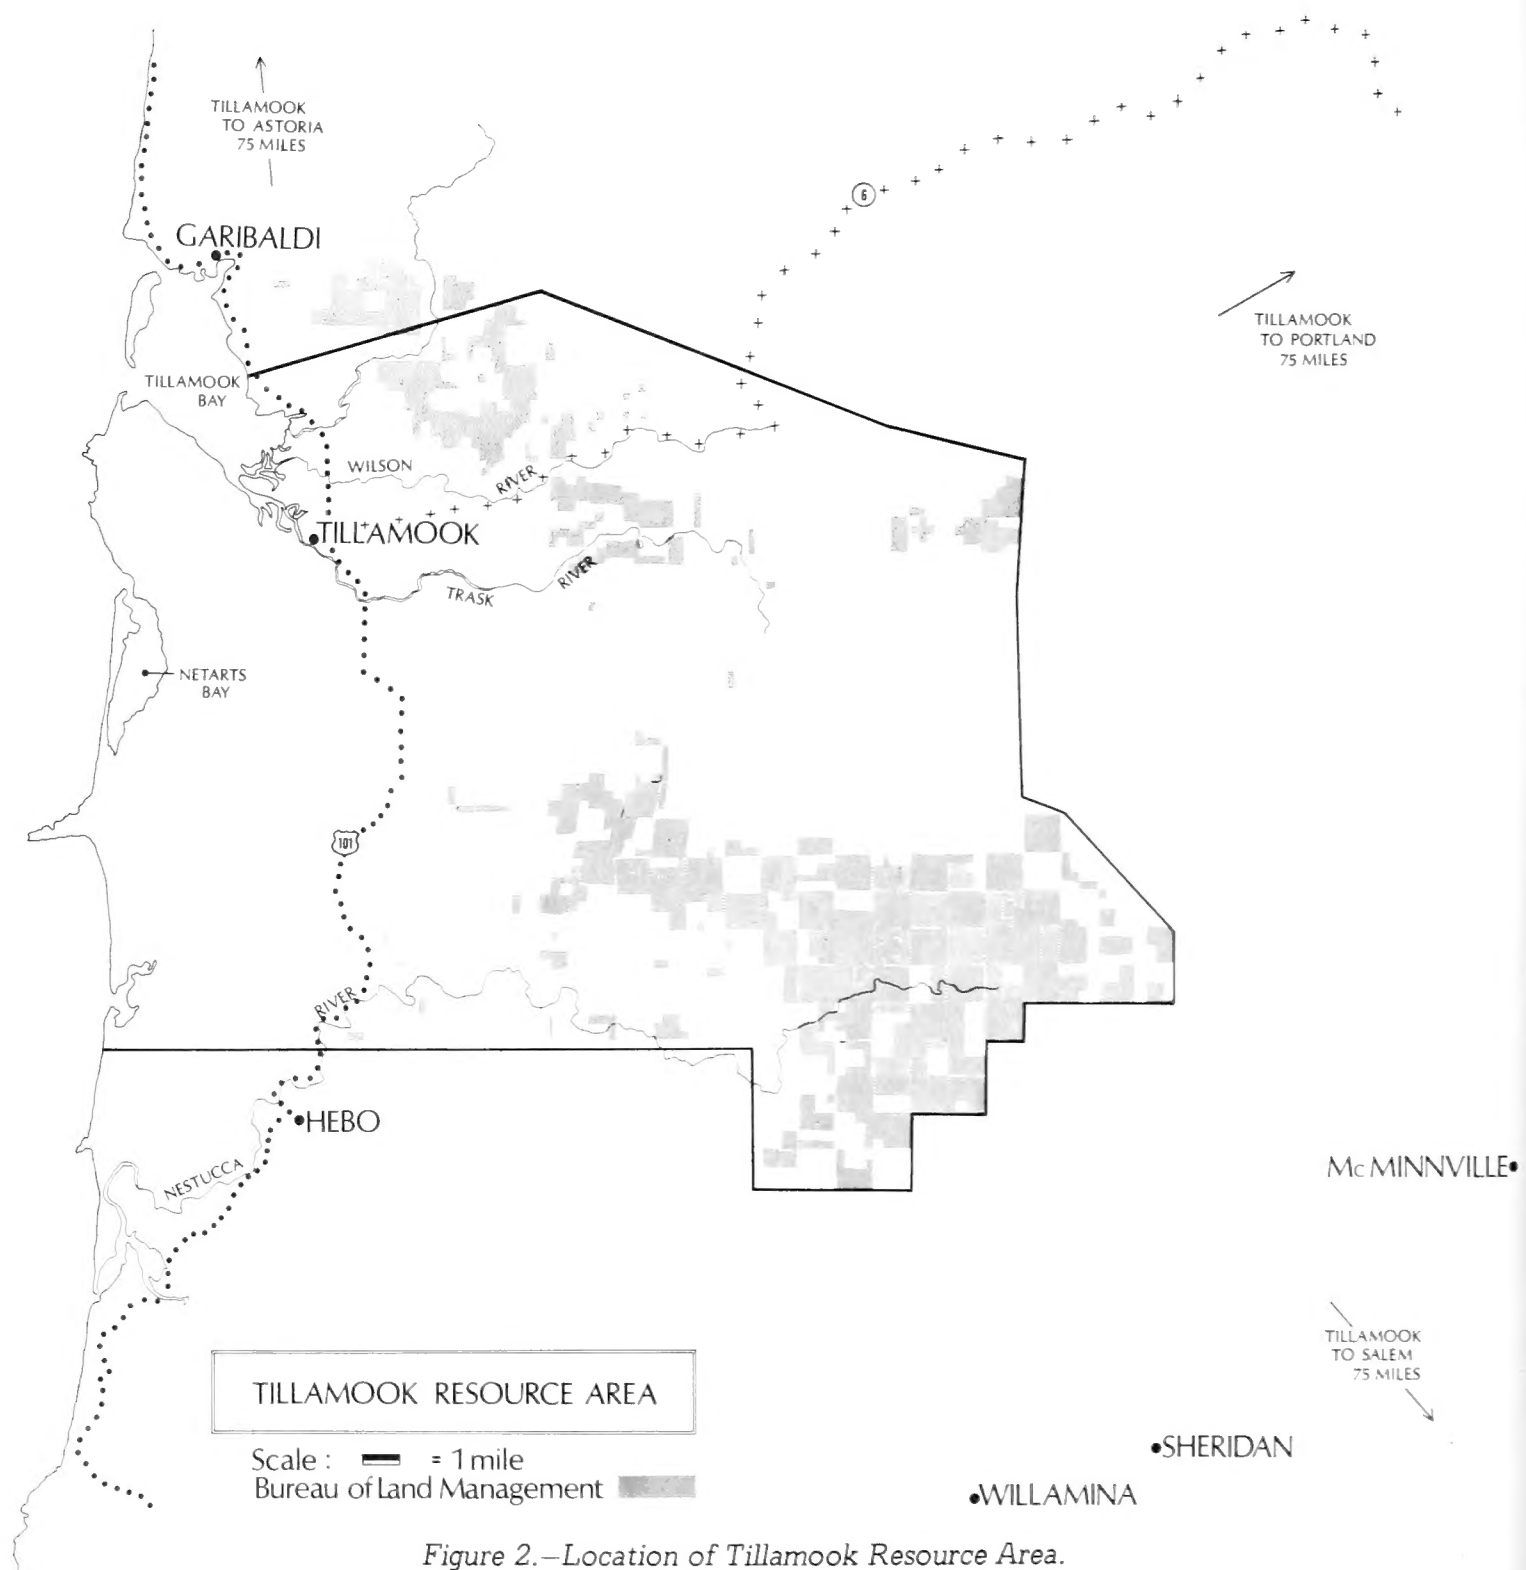 TILLAMOOK
TO ASTORIA
75 MILES
6
GARIBALDI
TILLAMOOK
TO PORTLAND
75 MILES
TILLAMOOK
BAY
WILSON
RIVER
TILLAMOOK
RIVER
TRASK
NETARTS
BAY
101
RIVER
HEBO
NESTUCCA
McMINNVILLE
TILLAMOOK
TO SALEM
75 MILES
TILLAMOOK RESOURCE AREA
Scale : = 1 mile
Bureau of Land Management
SHERIDAN
WILLAMINA
Figure 2.—Location of Tillamook Resource Area.